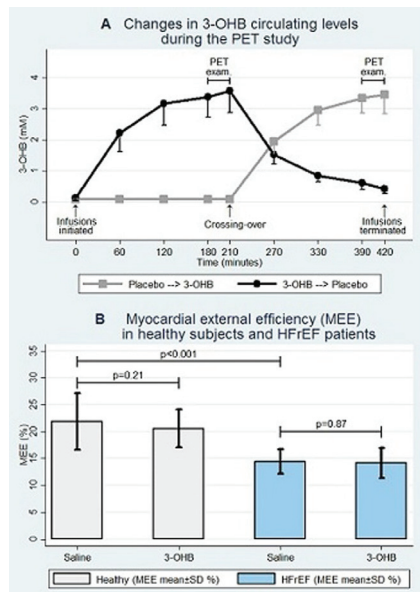 A Changes in 3-OHB circulating levels
during the PET study
PET
exam.
PET
exam.
4
3
2
1
0
3-OHB (mM)
Infusions
initiated
Crossing-over
Infusions
terminated
0 60 120 180 210 270 330 390 420
Time (minutes)
Placebo --> 3-OHB 3-OHB --> Placebo
B Myocardial external efficiency (MEE)
in healthy subjects and HFrEF patients
35
30
25
20
15
10
5
0
MEE (%)
p<0.001
p=0.21
p=0.87
Saline 3-OHB Saline 3-OHB
Healthy (MEE mean±SD %) HFrEF (MEE mean±SD %)